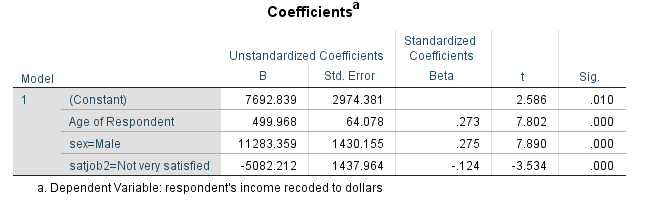 Coefficientsa
Unstandardized Coefficients Standardized Coefficients
Model B Std. Error Beta t Sig.
1 (Constant) 7692.839 2974.381 2.586 .010
Age of Respondent 499.968 64.078 .273 7.802 .000
sex=Male 11283.359 1430.155 .275 7.890 .000
satjob2=Not very satisfied -5082.212 1437.964 -.124 -3.534 .000
a. Dependent Variable: respondent's income recoded to dollars